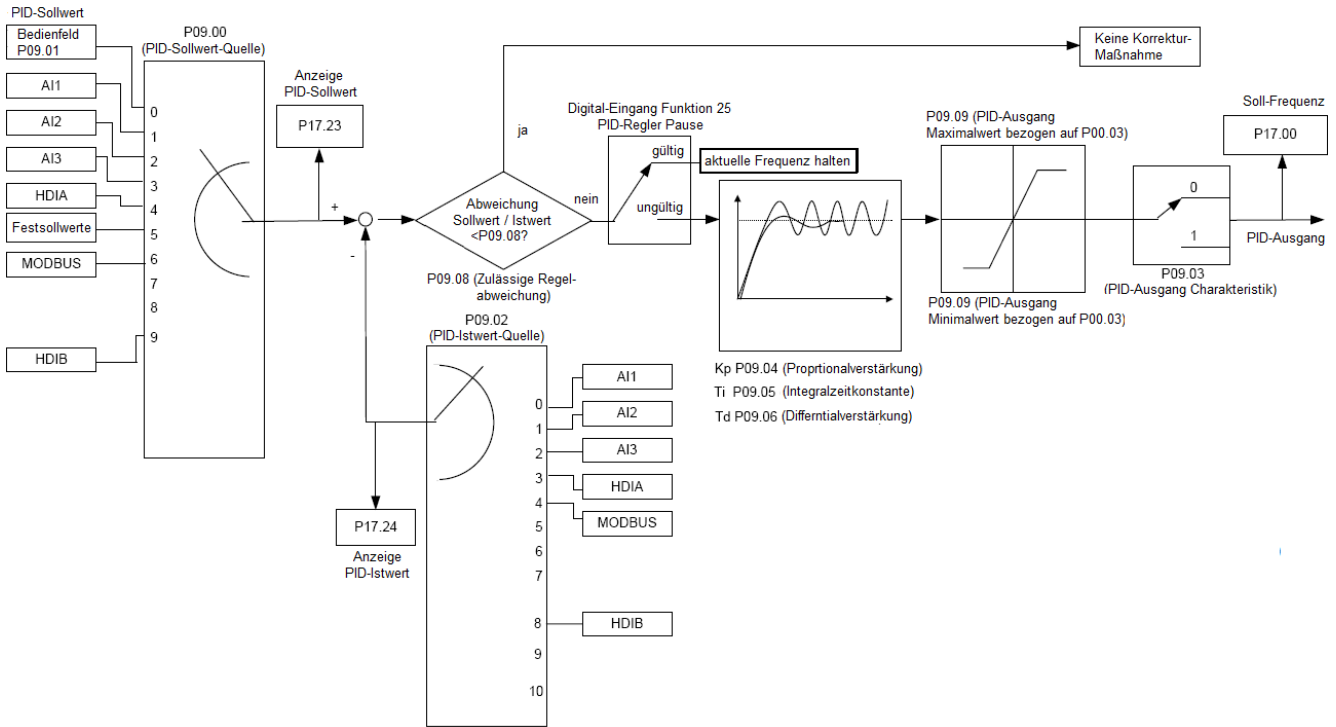 PID-Sollwert
Bedienfeld
P09.01
AI1
AI2
AI3
HDIA
Festsollwerte
MODBUS
HDIB
P09.00
(PID-Sollwert-Quelle)
0
1
2
3
4
5
6
7
8
9
Anzeige
PID-Sollwert
P17.23
+
-
ja
Abweichung
Sollwert / Istwert
<P09.08?
nein
P09.08 (Zulässige Regel-
abweichung)
Keine Korrektur-
Maßnahme
Digital-Eingang Funktion 25
PID-Regler Pause
gültig
ungültig
aktuelle Frequenz halten
Kp P09.04 (Proprtionalverstärkung)
Ti P09.05 (Integralzeitkonstante)
Td P09.06 (Differntialverstärkung)
P09.09 (PID-Ausgang
Maximalwert bezogen auf P00.03)
P09.09 (PID-Ausgang
Minimalwert bezogen auf P00.03)
0
1
P09.03
(PID-Ausgang Charakteristik)
Soll-Frequenz
P17.00
PID-Ausgang
P09.02
(PID-Istwert-Quelle)
0
1
2
3
4
5
6
7
8
9
10
AI1
AI2
AI3
HDIA
MODBUS
HDIB
P17.24
Anzeige
PID-Istwert